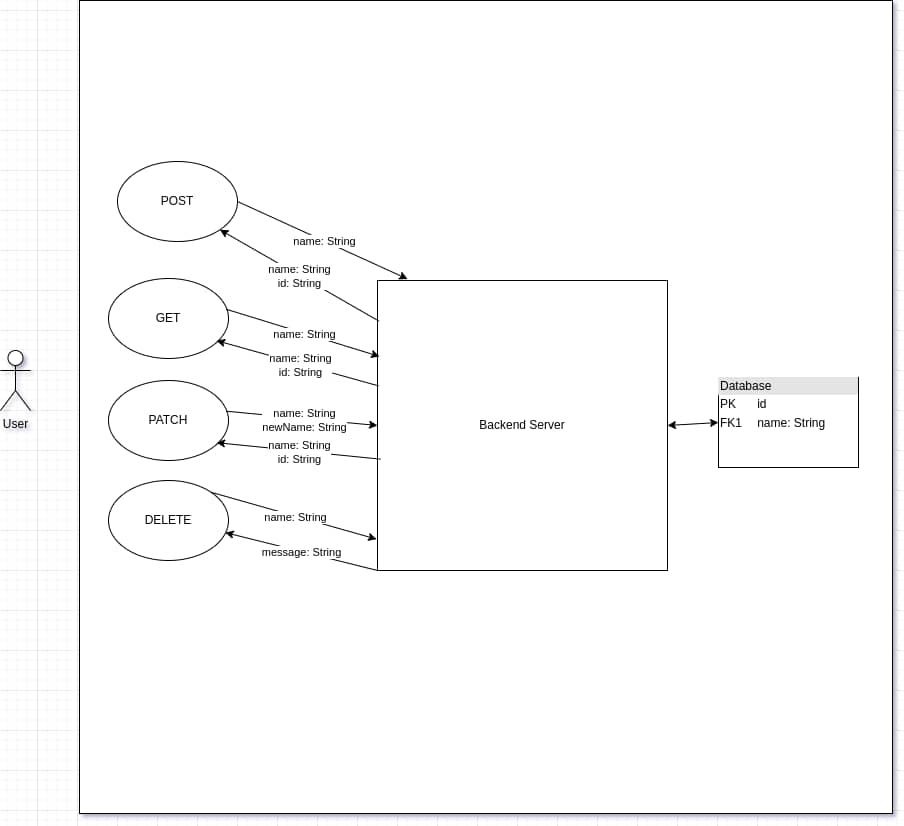 POST
name: String
name: String
id: String
GET
name: String
name: String
id: String
User
PATCH
name: String
newName: String
name: String
id: String
DELETE
name: String
message: String
Backend Server
Database
PK id
FK1 name: String